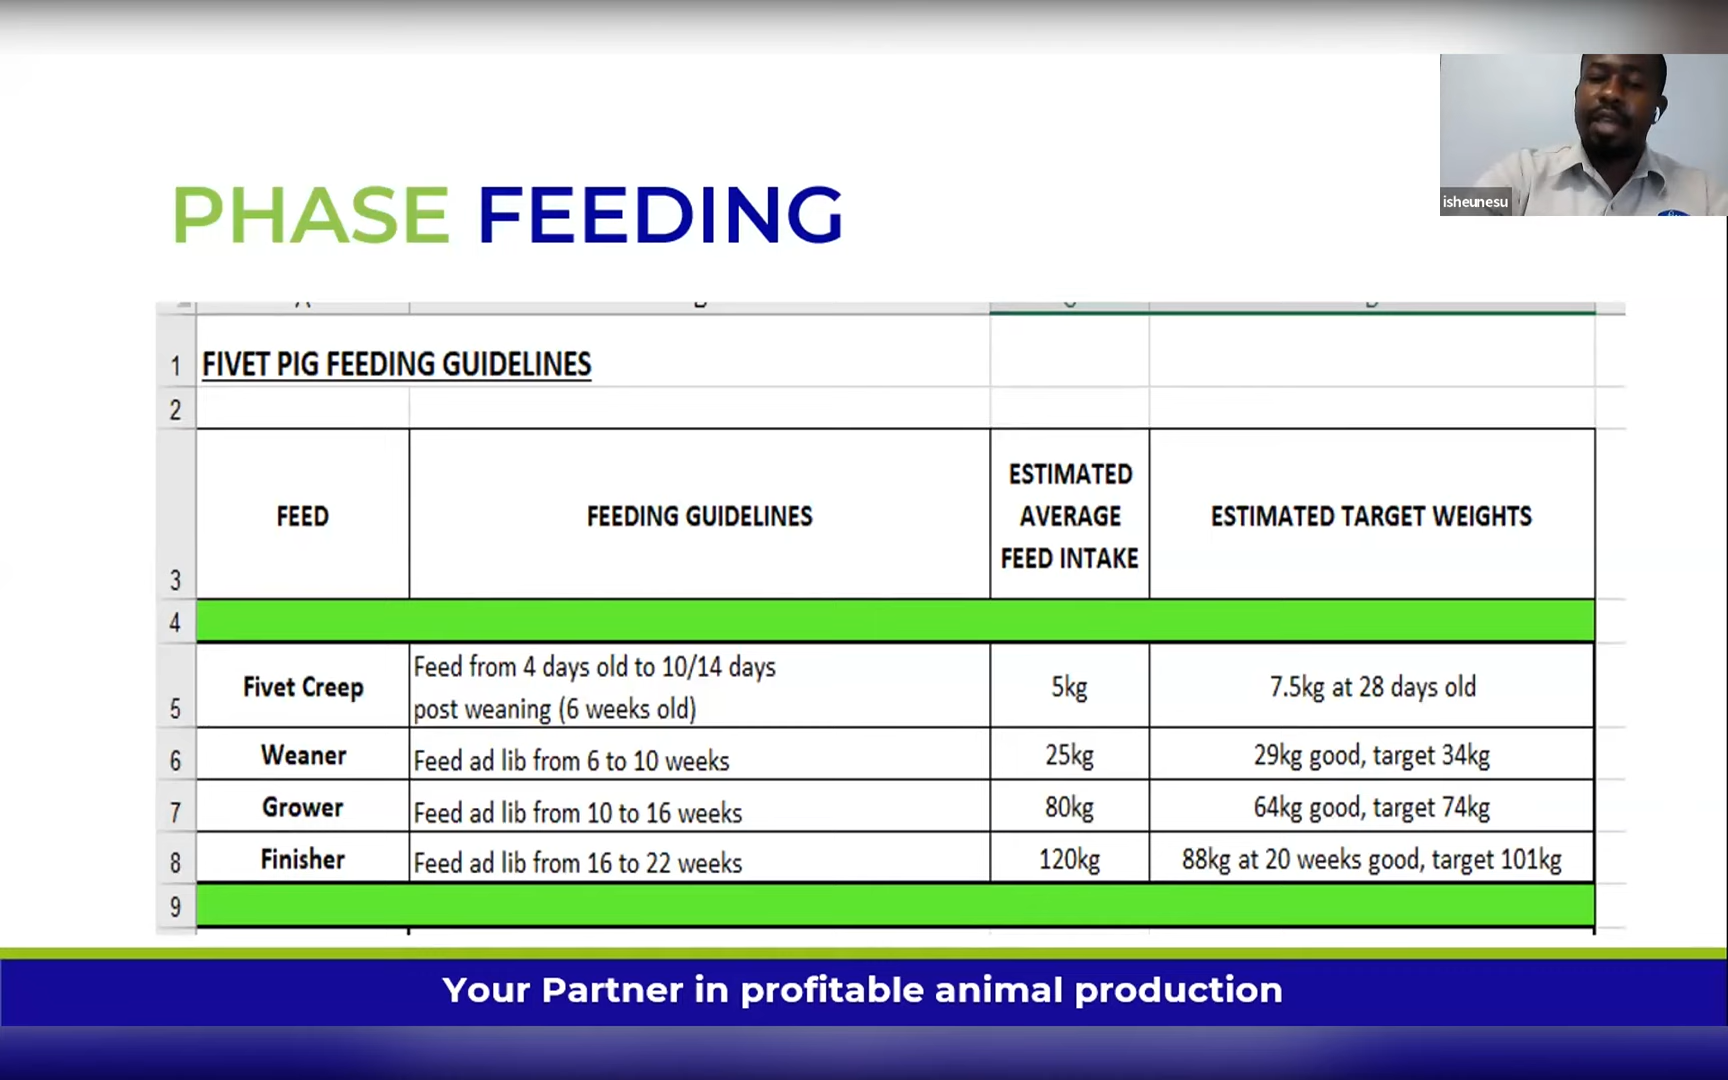 isheunesu
PHASE FEEDING
1 FIVET PIG FEEDING GUIDELINES
2
3 FEED FEEDING GUIDELINES ESTIMATED AVERAGE FEED INTAKE ESTIMATED TARGET WEIGHTS
4
5 Fivet Creep Feed from 4 days old to 10/14 days post weaning (6 weeks old) 5kg 7.5kg at 28 days old
6 Weaner Feed ad lib from 6 to 10 weeks 25kg 29kg good, target 34kg
7 Grower Feed ad lib from 10 to 16 weeks 80kg 64kg good, target 74kg
8 Finisher Feed ad lib from 16 to 22 weeks 120kg 88kg at 20 weeks good, target 101kg
9
Your Partner in profitable animal production